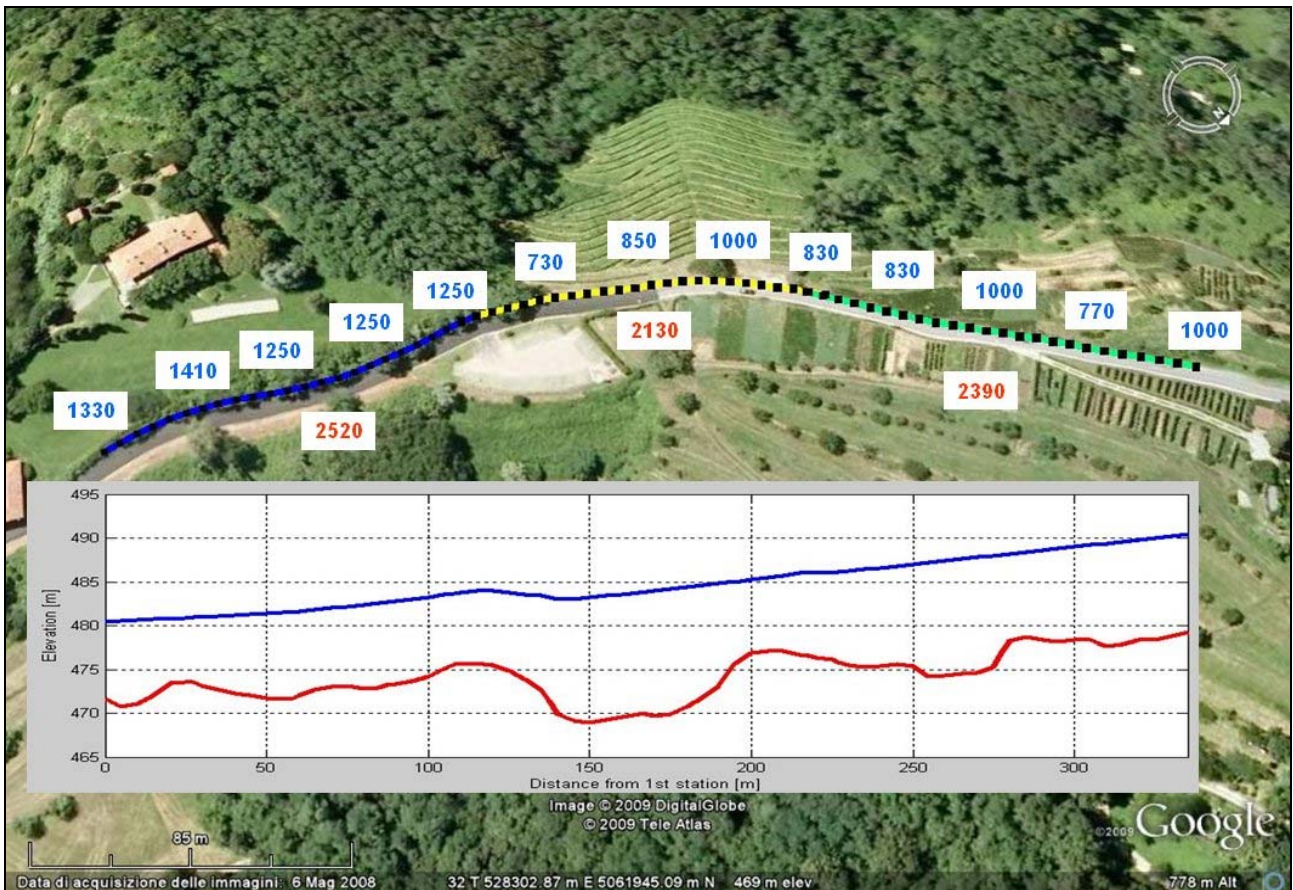 N
850
1000
730
830
830
1250
1000
1250
770
2130
1250
1000
1410
2390
1330
2520
495
490
485
480
475
470
465
Elevation [m]
0
50
100
150
200
250
300
Distance from 1st station [m]
Image © 2009 DigitalGlobe
© 2009 Tele Atlas
©2009 Google
85 m
Data di acquisizione delle immagini: 6 Mag 2008
32 T 528302.87 m E 5061945.09 m N
469 m elev
778 m Alt